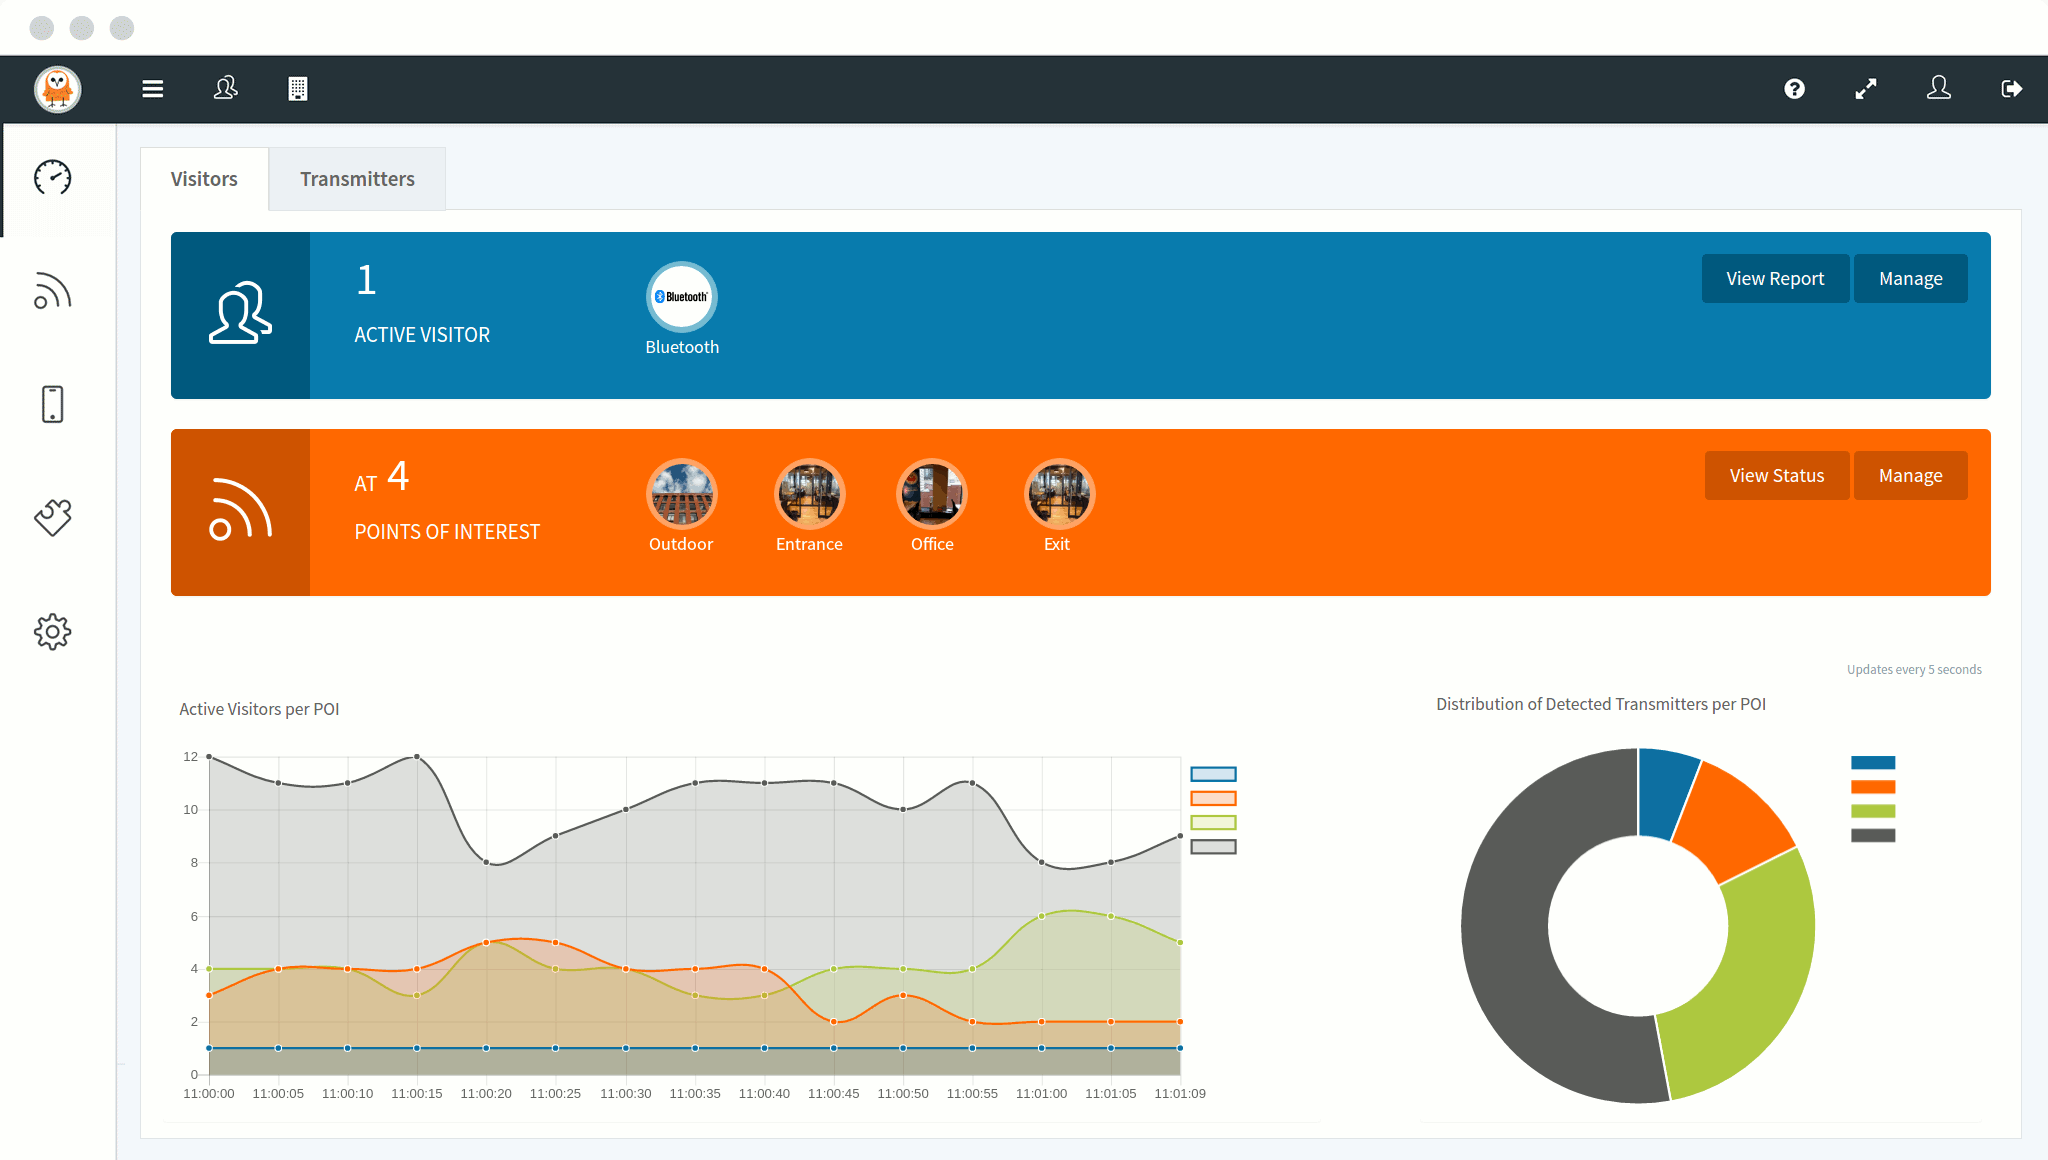 Visitors
Transmitters
1
ACTIVE VISITOR
Bluetooth
Bluetooth
View Report
Manage
AT 4
POINTS OF INTEREST
Outdoor
Entrance
Office
Exit
View Status
Manage
Updates every 5 seconds
Active Visitors per POI
12
10
8
6
4
2
0
11:00:00 11:00:05 11:00:10 11:00:15 11:00:20 11:00:25 11:00:30 11:00:35 11:00:40 11:00:45 11:00:50 11:00:55 11:01:00 11:01:05 11:01:09
Distribution of Detected Transmitters per POI